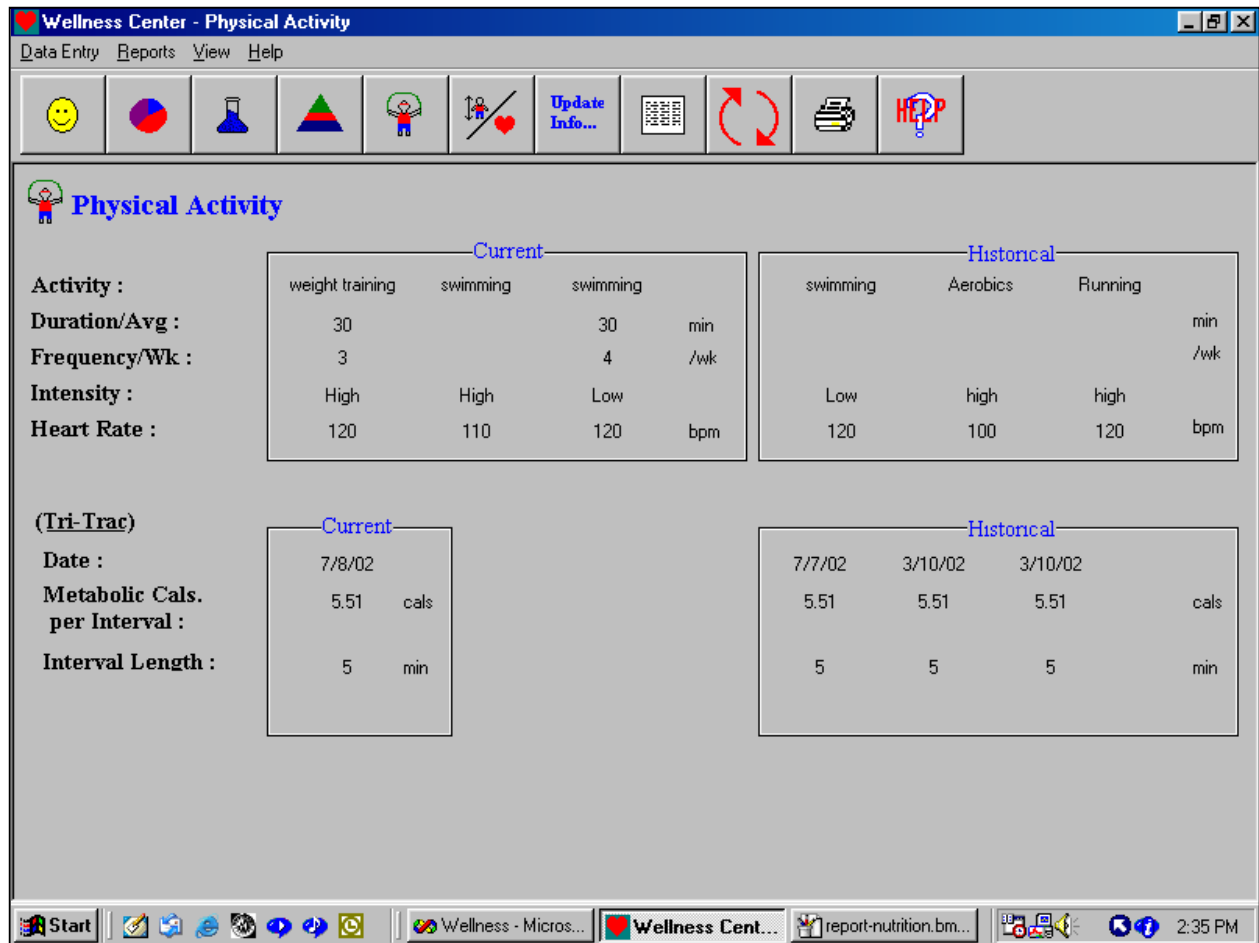 Wellness Center - Physical Activity
Data Entry Reports View Help
Update
Info...
HELP
Physical Activity
Current
Historical
Activity : weight training swimming swimming swimming Aerobics Running
Duration/Avg : 30 30 min min
Frequency/Wk : 3 4 /wk /wk
Intensity : High High Low Low high high
Heart Rate : 120 110 120 bpm 120 100 120 bpm
(Tri-Trac)
Current
Historical
Date : 7/8/02 7/7/02 3/10/02 3/10/02
Metabolic Cals.
per Interval : 5.51 cals 5.51 5.51 5.51 cals
Interval Length : 5 min 5 5 5 min
Start Wellness - Micros... Wellness Cent... report-nutrition.bm... 2:35 PM